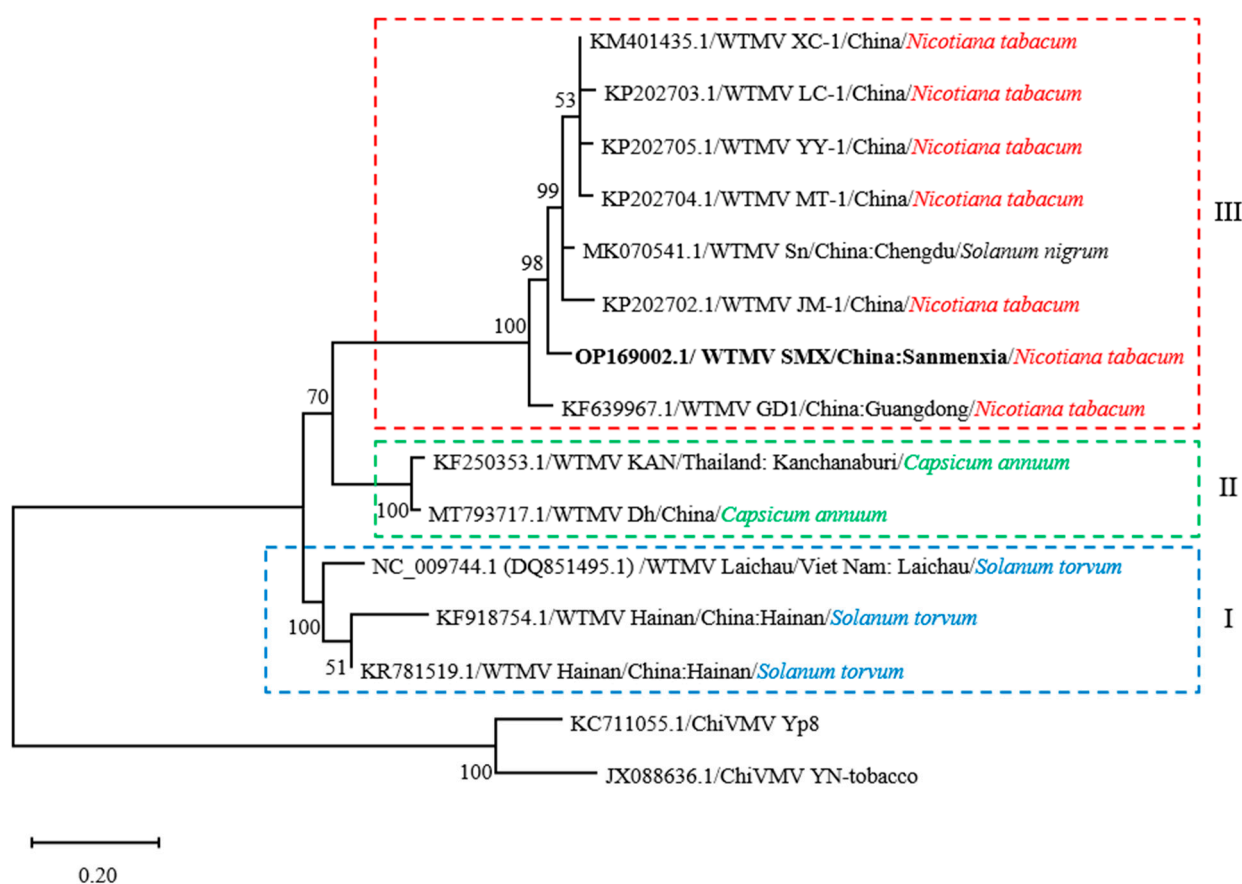 KM401435.1/WTMV XC-1/China/Nicotiana tabacum
53
KP202703.1/WTMV LC-1/China/Nicotiana tabacum
KP202705.1/WTMV YY-1/China/Nicotiana tabacum
99
KP202704.1/WTMV MT-1/China/Nicotiana tabacum
III
MK070541.1/WTMV Sn/China:Chengdu/Solanum nigrum
98
KP202702.1/WTMV JM-1/China/Nicotiana tabacum
100
OP169002.1/ WTMV SMX/China:Sanmenxia/Nicotiana tabacum
70
KF639967.1/WTMV GD1/China:Guangdong/Nicotiana tabacum
KF250353.1/WTMV KAN/Thailand: Kanchanaburi/Capsicum annuum
II
100
MT793717.1/WTMV Dh/China/Capsicum annuum
NC_009744.1 (DQ851495.1) /WTMV Laichau/Viet Nam: Laichau/Solanum torvum
100
KF918754.1/WTMV Hainan/China:Hainan/Solanum torvum
I
51
KR781519.1/WTMV Hainan/China:Hainan/Solanum torvum
KC711055.1/ChiVMV Yp8
100
JX088636.1/ChiVMV YN-tobacco
0.20